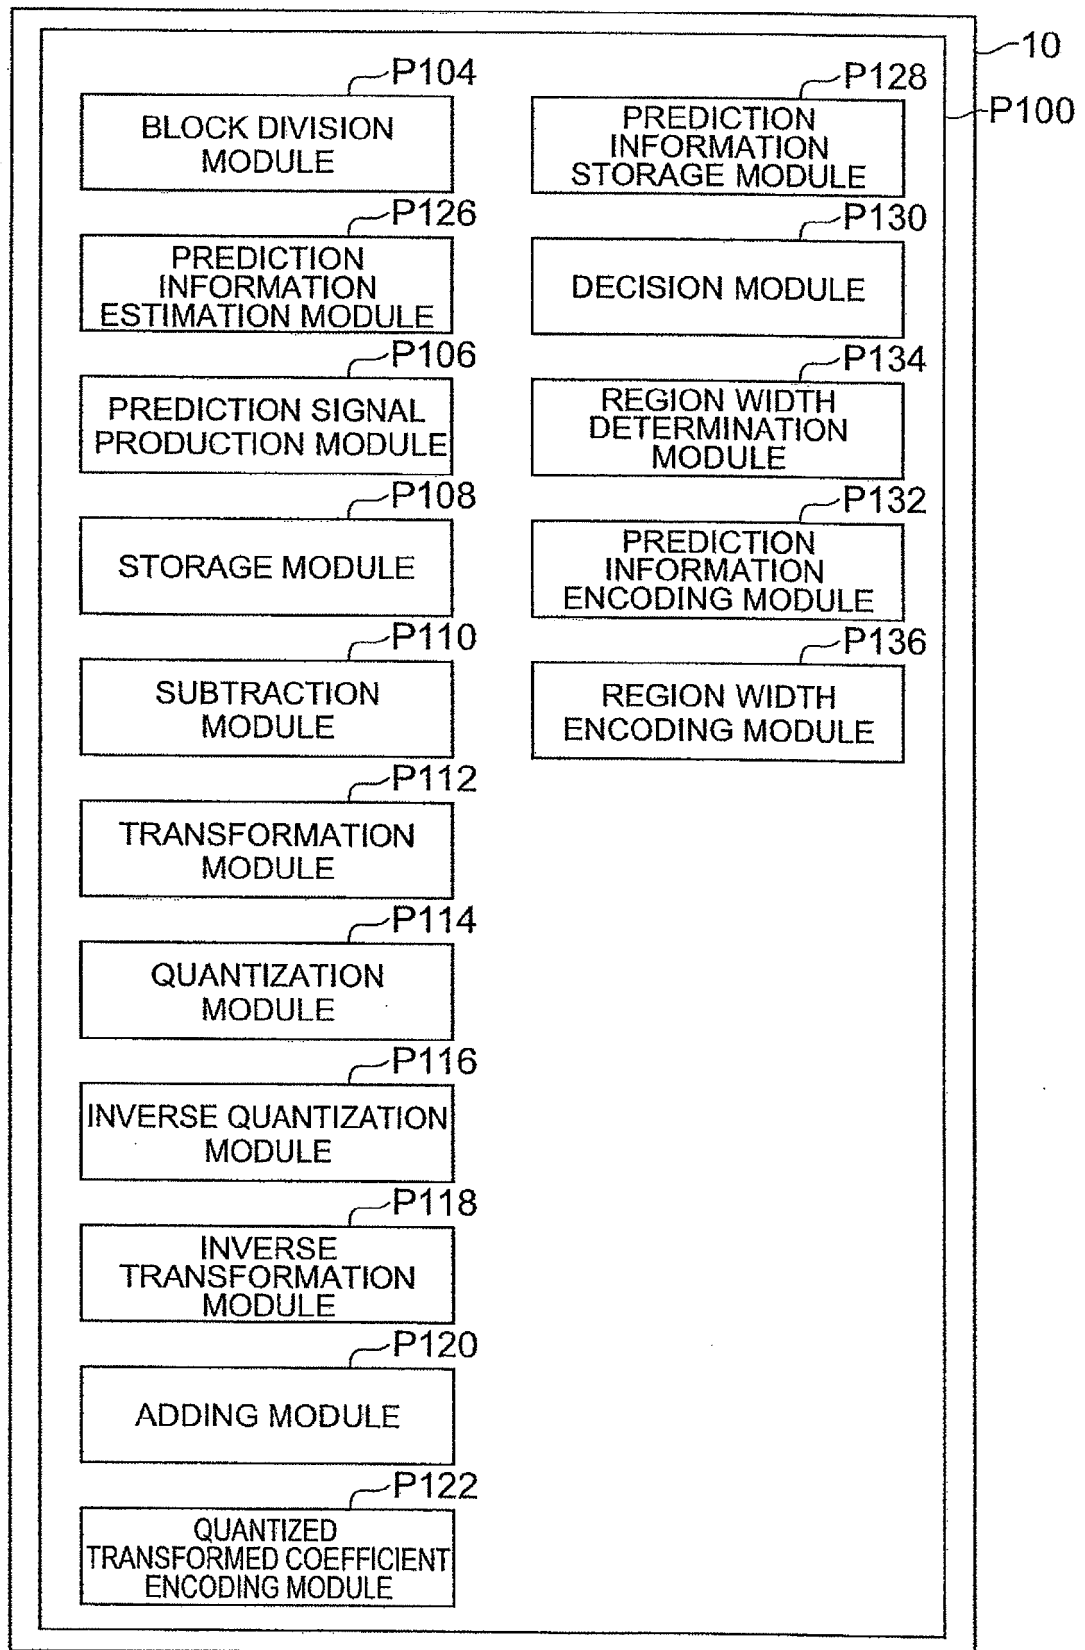 10
P100
P104
BLOCK DIVISION
MODULE
P126
PREDICTION
INFORMATION
ESTIMATION MODULE
P106
PREDICTION SIGNAL
PRODUCTION MODULE
P108
STORAGE MODULE
P110
SUBTRACTION
MODULE
P112
TRANSFORMATION
MODULE
P114
QUANTIZATION
MODULE
P116
INVERSE QUANTIZATION
MODULE
P118
INVERSE
TRANSFORMATION
MODULE
P120
ADDING MODULE
P122
QUANTIZED
TRANSFORMED COEFFICIENT
ENCODING MODULE
P128
PREDICTION
INFORMATION
STORAGE MODULE
P130
DECISION MODULE
P134
REGION WIDTH
DETERMINATION
MODULE
P132
PREDICTION
INFORMATION
ENCODING MODULE
P136
REGION WIDTH
ENCODING MODULE